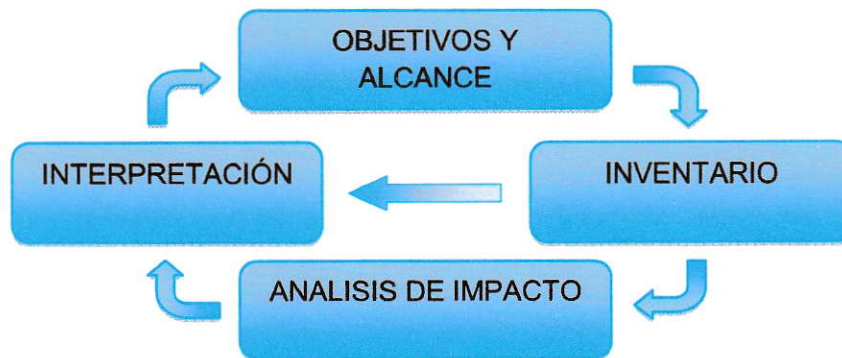 OBJETIVOS Y
ALCANCE
INTERPRETACIÓN
INVENTARIO
ANALISIS DE IMPACTO